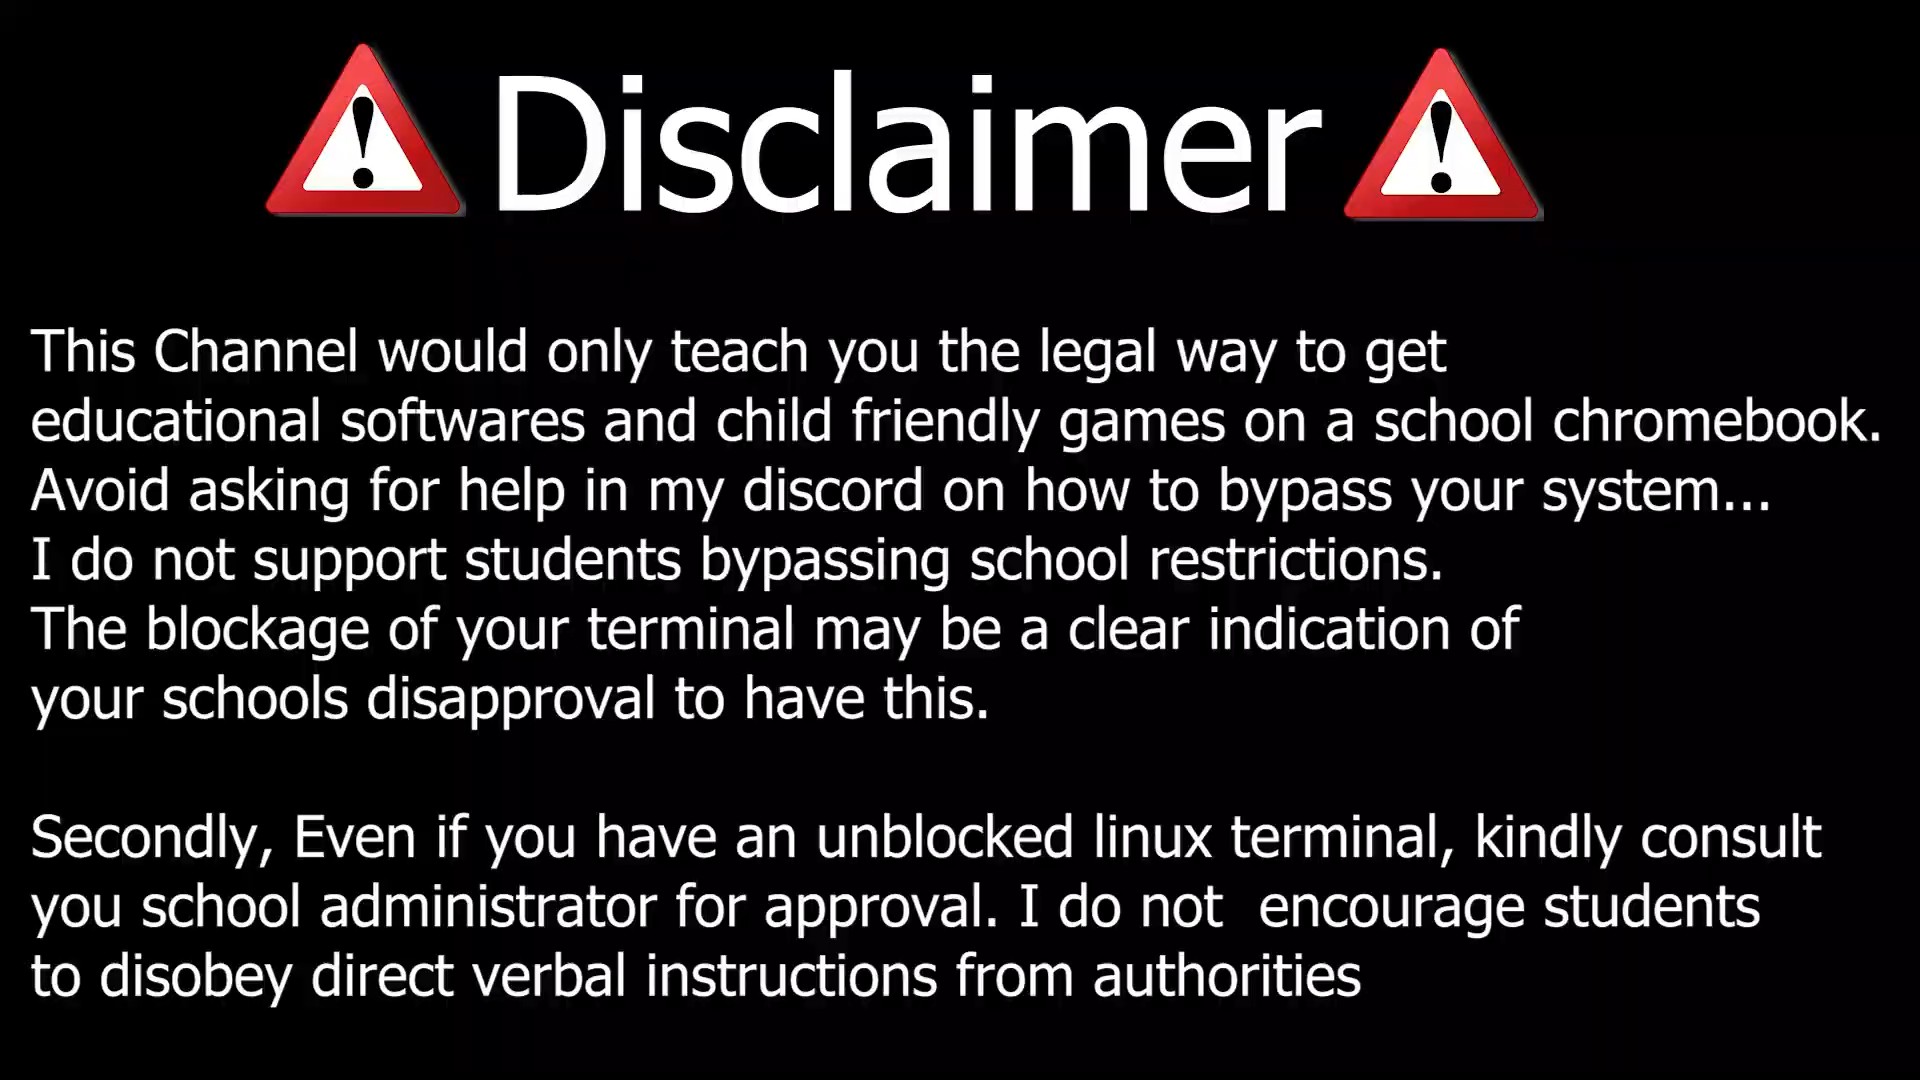 Disclaimer
This Channel would only teach you the legal way to get
educational softwares and child friendly games on a school chromebook.
Avoid asking for help in my discord on how to bypass your system...
I do not support students bypassing school restrictions.
The blockage of your terminal may be a clear indication of
your schools disapproval to have this.
Secondly, Even if you have an unblocked linux terminal, kindly consult
you school administrator for approval. I do not  encourage students
to disobey direct verbal instructions from authorities